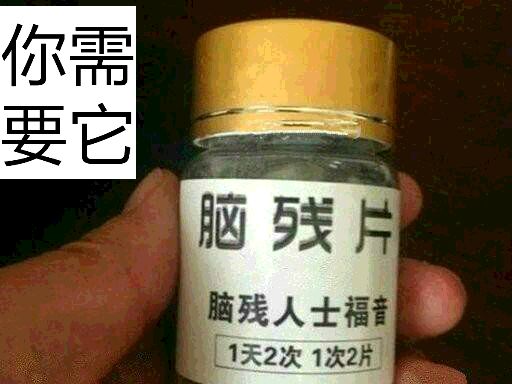 你需
要它
脑残片
脑残人士福音
1天2次 1次2片